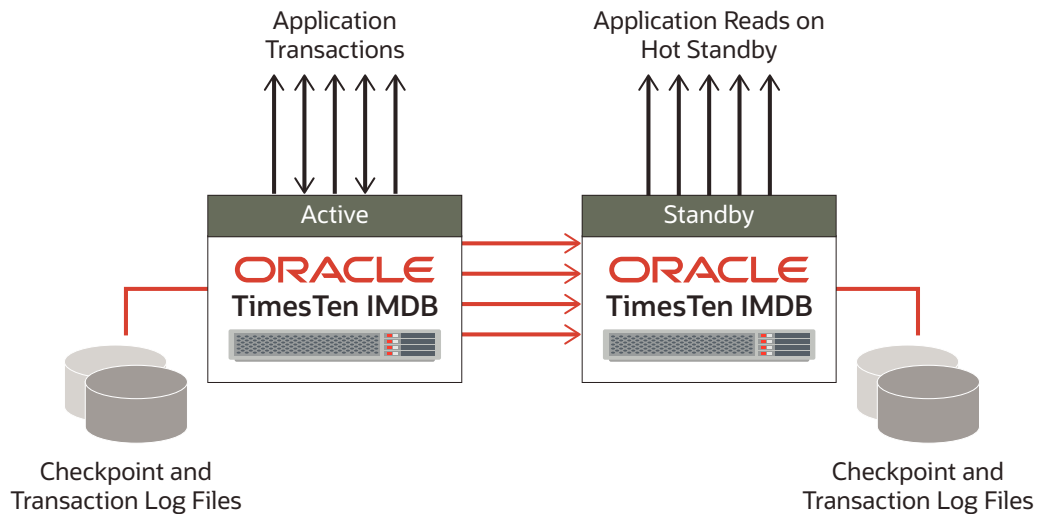 Application
Transactions
Application Reads on
Hot Standby
Active
ORACLE
TimesTen IMDB
Standby
ORACLE
TimesTen IMDB
Checkpoint and
Transaction Log Files
Checkpoint and
Transaction Log Files